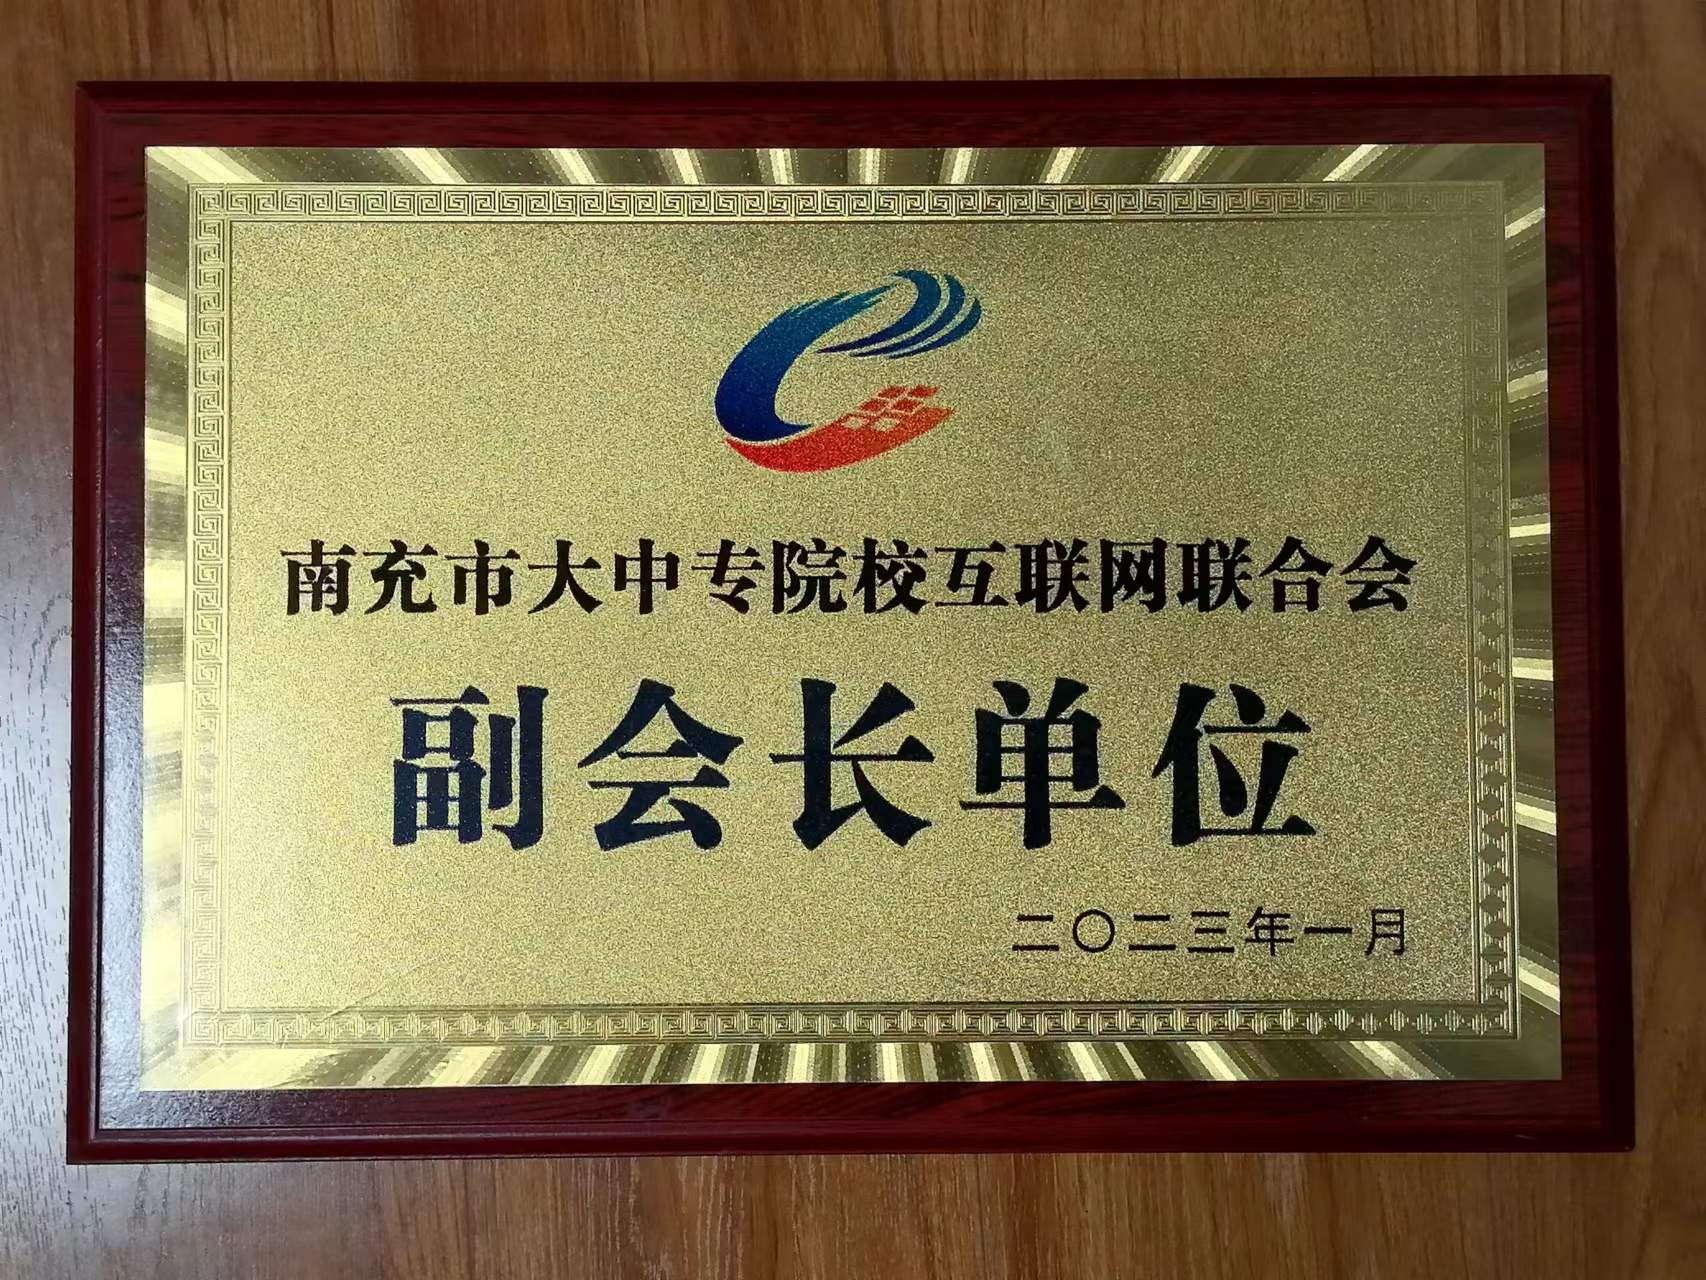 南充市大中专院校互联网联合会
副会长单位
二〇二三年一月